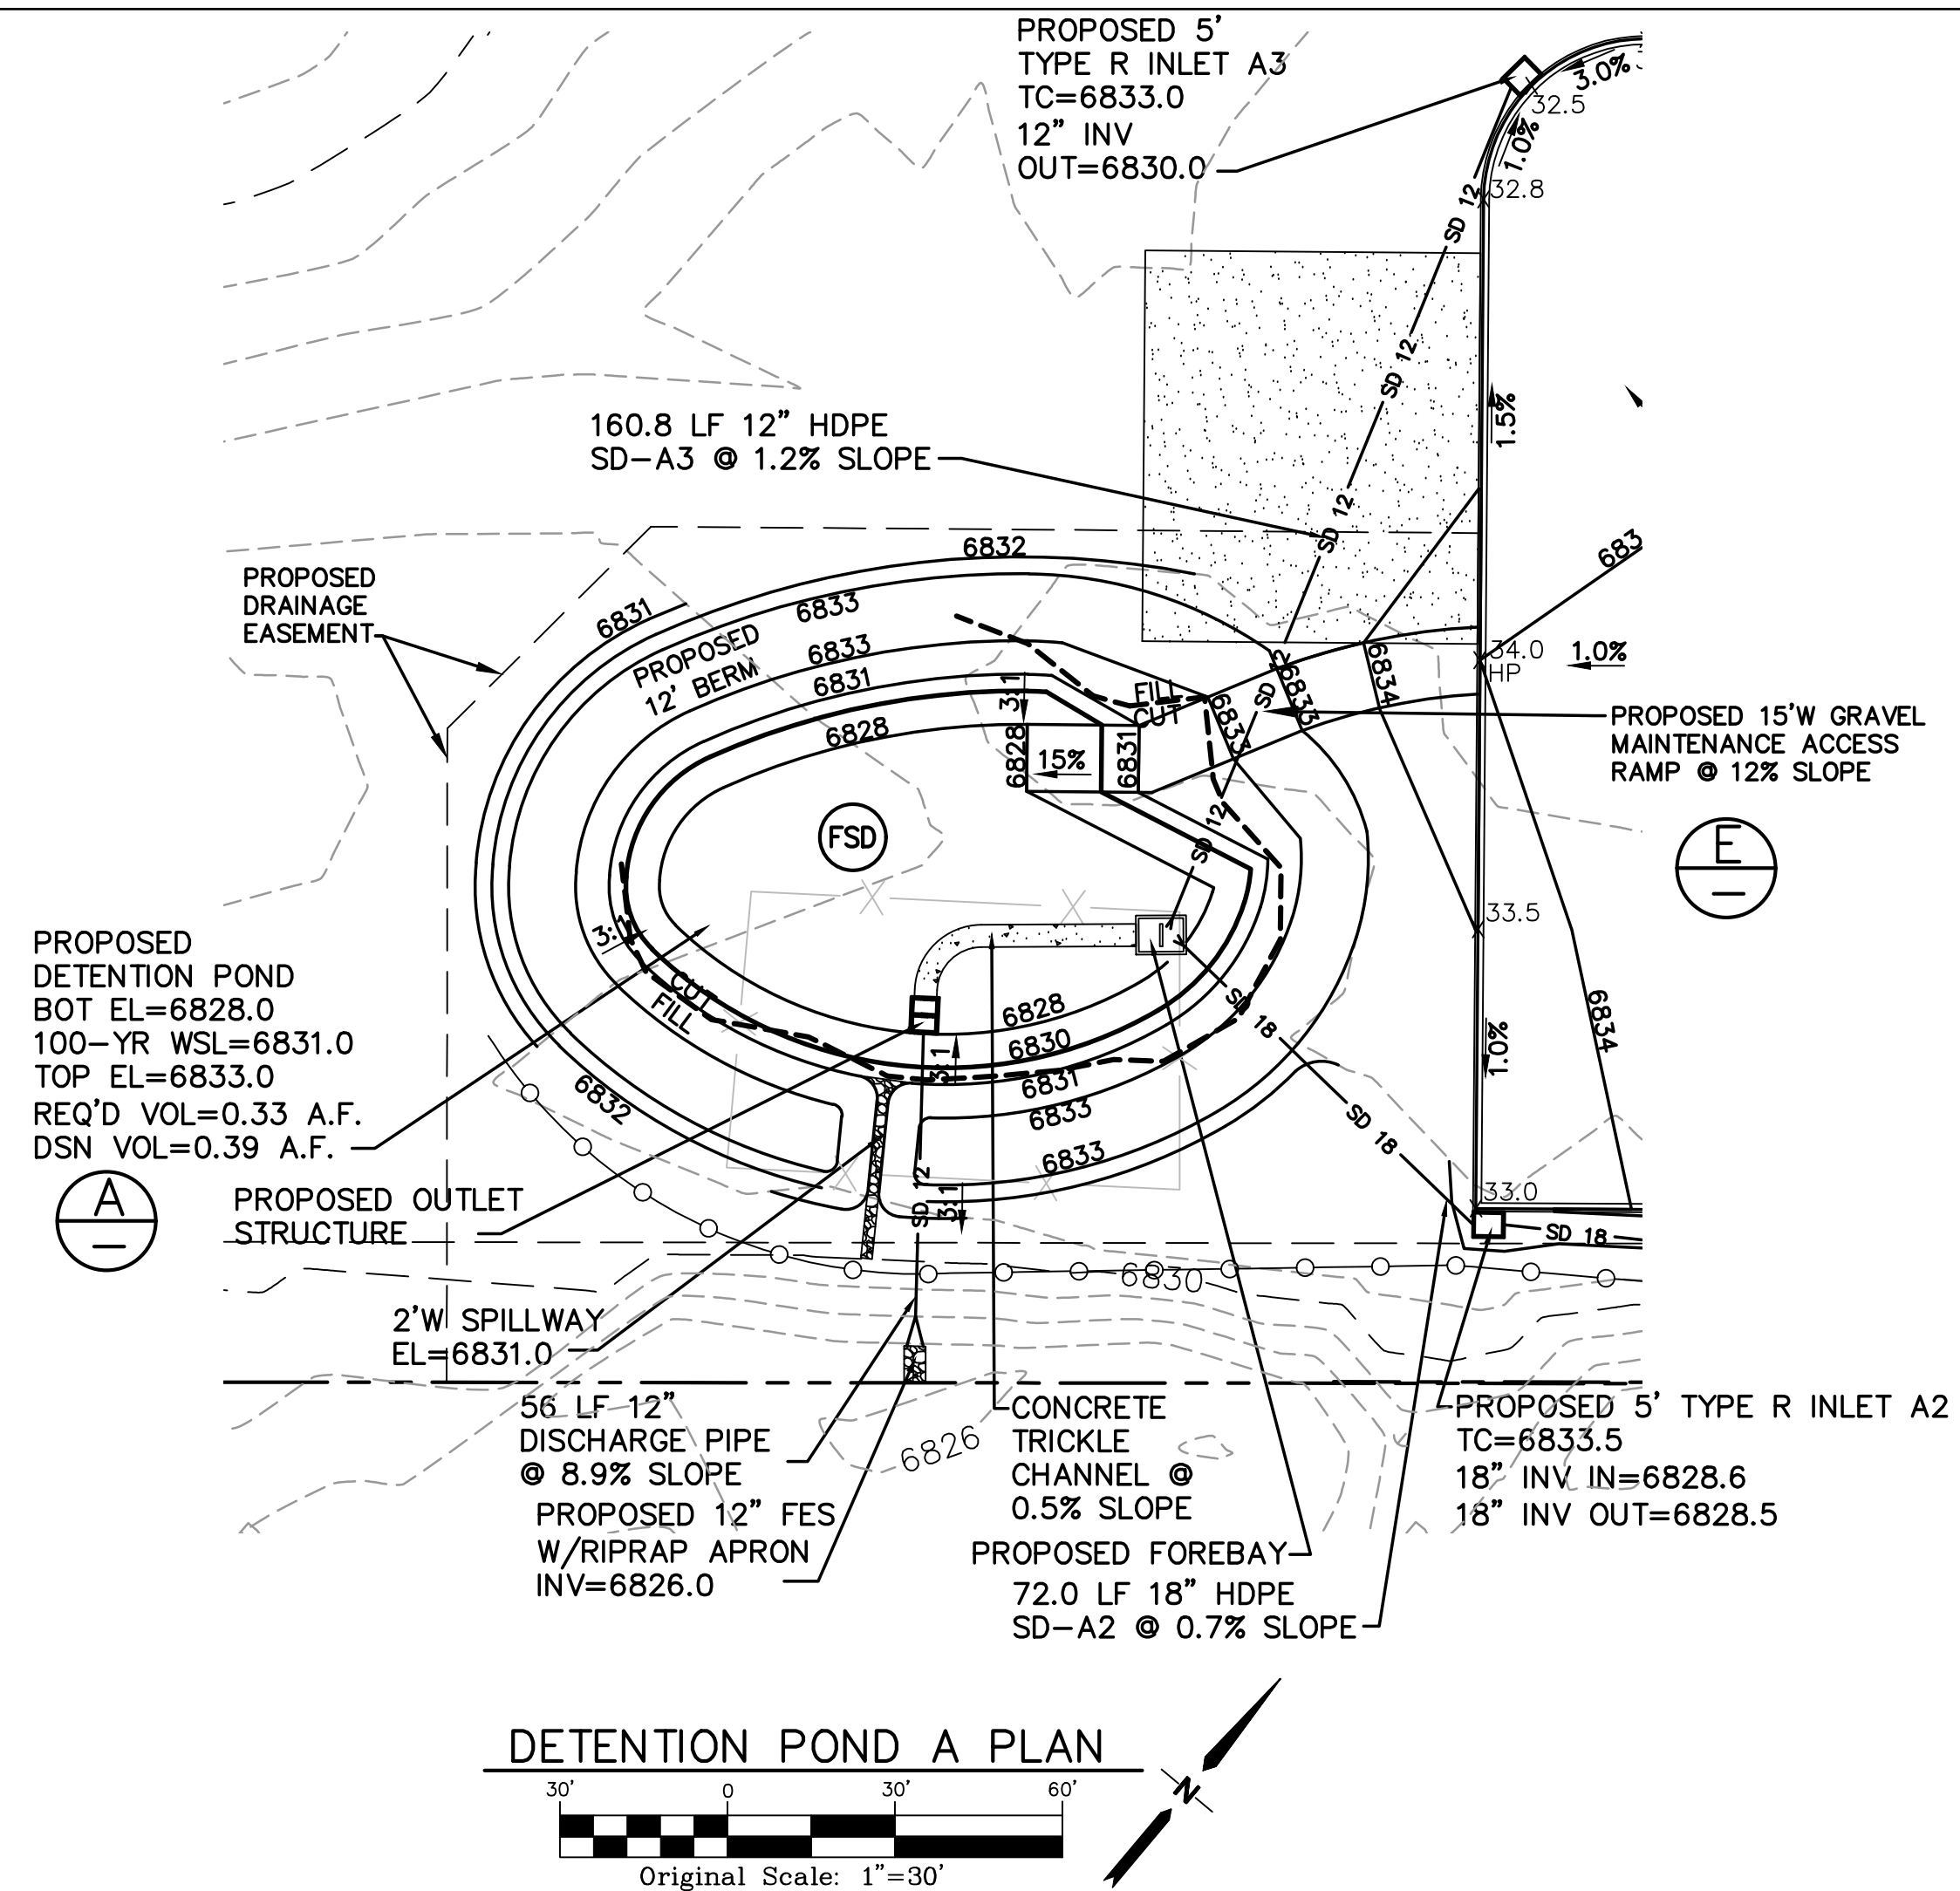 PROPOSED 5'
TYPE R INLET A3
TC=6833.0
12" INV
OUT=6830.0
3.0%
32.5
1.0%
32.8
SD 12
SD 12
SD 12
1.5%
160.8 LF 12" HDPE
SD-A3 @ 1.2% SLOPE
SD 12
683
6832
PROPOSED
DRAINAGE
EASEMENT
6831
6833
PROPOSED
12' BERM
6833
6831
6828
3:1
FILL
CUT
6828
15%
6831
6833
SD
6833
6834
34.0
HP
1.0%
PROPOSED 15'W GRAVEL
MAINTENANCE ACCESS
RAMP @ 12% SLOPE
FSD
SD 12
E
33.5
PROPOSED
DETENTION POND
BOT EL=6828.0
100-YR WSL=6831.0
TOP EL=6833.0
REQ'D VOL=0.33 A.F.
DSN VOL=0.39 A.F.
3:1
CUT
FILL
6828
6830
3:1
6831
6833
6833
SD 18
SD 18
1.0%
6834
6832
A
PROPOSED OUTLET
STRUCTURE
SD 12
3:1
33.0
SD 18
6830
2'W SPILLWAY
EL=6831.0
56 LF 12"
DISCHARGE PIPE
@ 8.9% SLOPE
PROPOSED 12" FES
W/RIPRAP APRON
INV=6826.0
6826
CONCRETE
TRICKLE
CHANNEL @
0.5% SLOPE
PROPOSED FOREBAY
72.0 LF 18" HDPE
SD-A2 @ 0.7% SLOPE
PROPOSED 5' TYPE R INLET A2
TC=6833.5
18" INV IN=6828.6
18" INV OUT=6828.5
DETENTION POND A PLAN
30' 0 30' 60'
Original Scale: 1"=30'
N